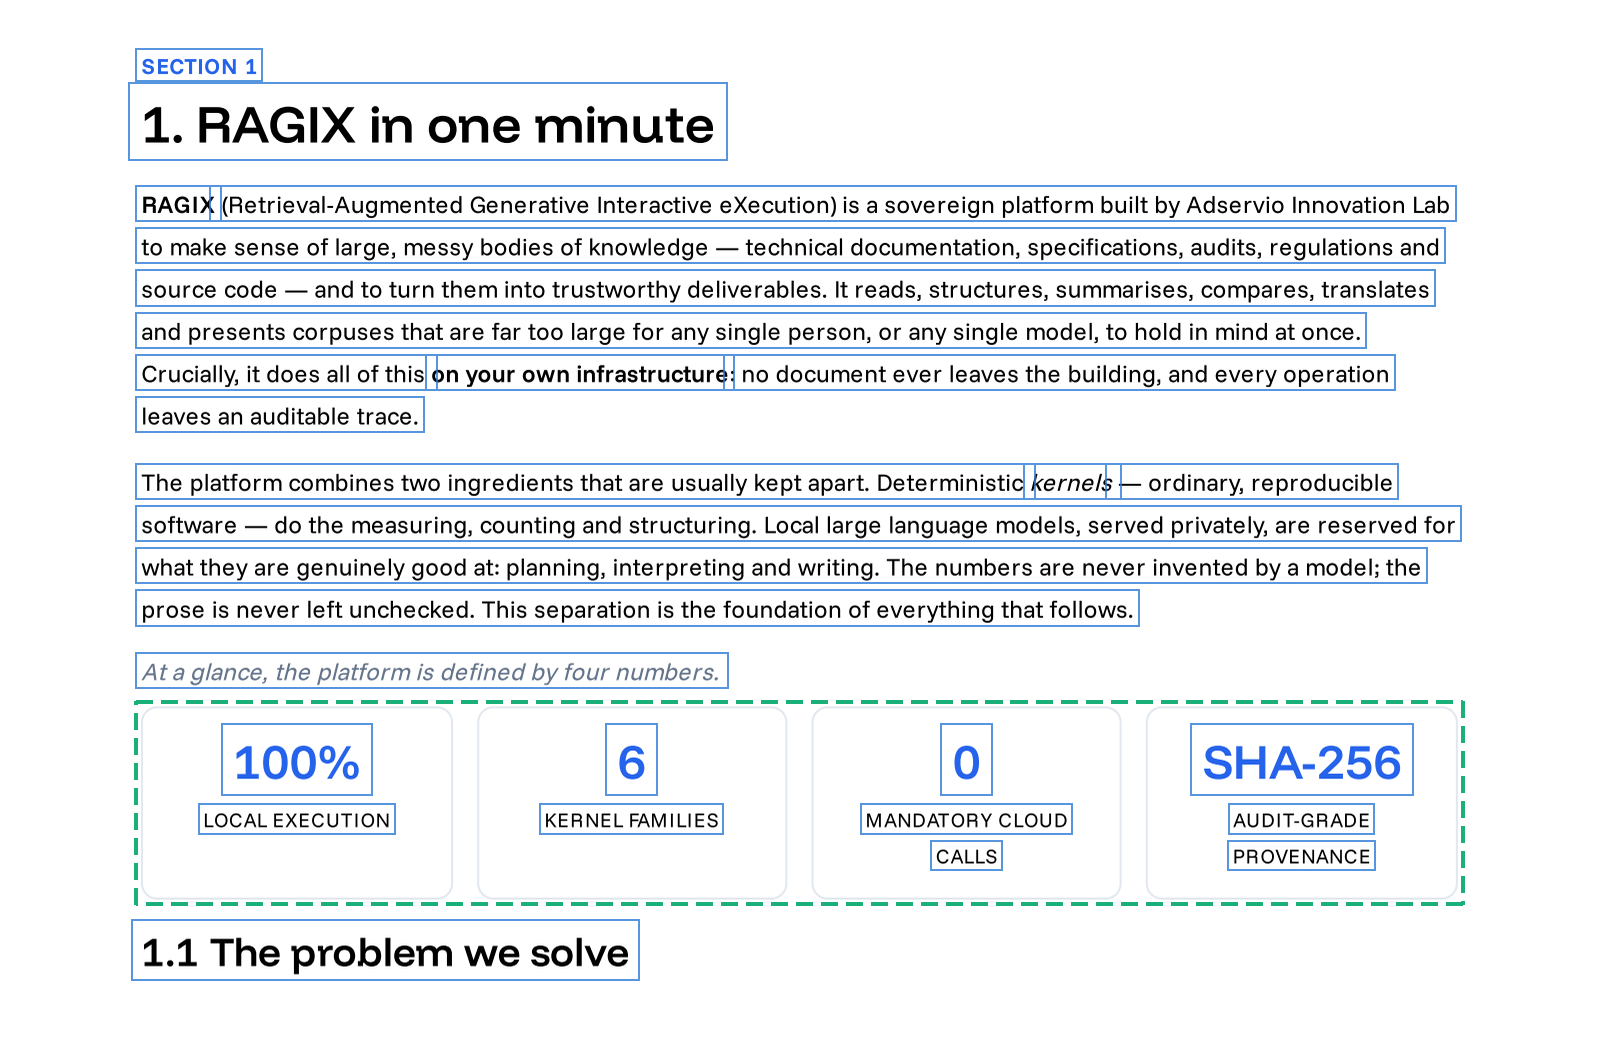 SECTION 1
1. RAGIX in one minute
RAGIX (Retrieval-Augmented Generative Interactive eXecution) is a sovereign platform built by Adservio Innovation Lab
to make sense of large, messy bodies of knowledge — technical documentation, specifications, audits, regulations and
source code — and to turn them into trustworthy deliverables. It reads, structures, summarises, compares, translates
and presents corpuses that are far too large for any single person, or any single model, to hold in mind at once.
Crucially, it does all of this on your own infrastructure: no document ever leaves the building, and every operation
leaves an auditable trace.
The platform combines two ingredients that are usually kept apart. Deterministic kernels — ordinary, reproducible
software — do the measuring, counting and structuring. Local large language models, served privately, are reserved for
what they are genuinely good at: planning, interpreting and writing. The numbers are never invented by a model; the
prose is never left unchecked. This separation is the foundation of everything that follows.
At a glance, the platform is defined by four numbers.
100%
LOCAL EXECUTION
6
KERNEL FAMILIES
0
MANDATORY CLOUD
CALLS
SHA-256
AUDIT-GRADE
PROVENANCE
1.1 The problem we solve